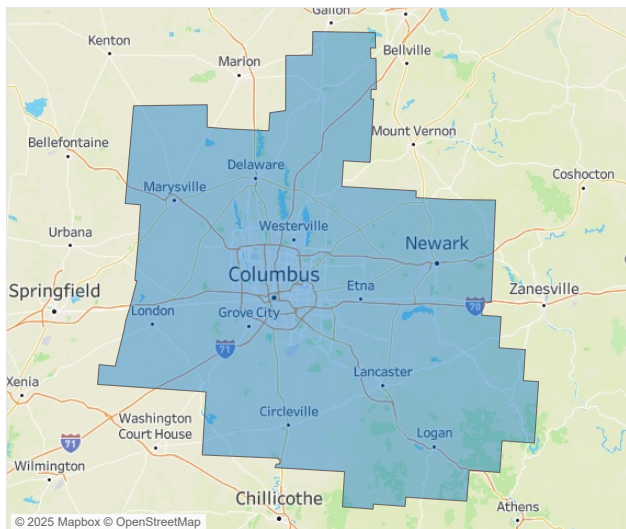 Galion
Kenton
Bellville
Marion
Mount Vernon
Bellefontaine
Delaware
Coshocton
Marysville
Urbana
Westerville
Newark
Columbus
Etna
Springfield
Zanesville
70
London
Grove City
71
Lancaster
Xenia
Circleville
Washington
Court House
Logan
71
Wilmington
Chillicothe
Athens
© 2025 Mapbox © OpenStreetMap